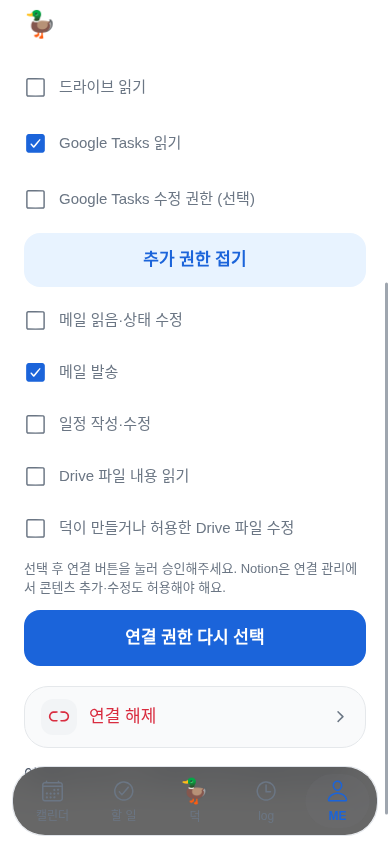 드라이브 읽기
Google Tasks 읽기
Google Tasks 수정 권한 (선택)
추가 권한 접기
메일 읽음·상태 수정
메일 발송
일정 작성·수정
Drive 파일 내용 읽기
덕이 만들거나 허용한 Drive 파일 수정
선택 후 연결 버튼을 눌러 승인해주세요. Notion은 연결 관리에
서 콘텐츠 추가·수정도 허용해야 해요.
연결 권한 다시 선택
연결 해제
캘린더
할 일
덕
log
ME